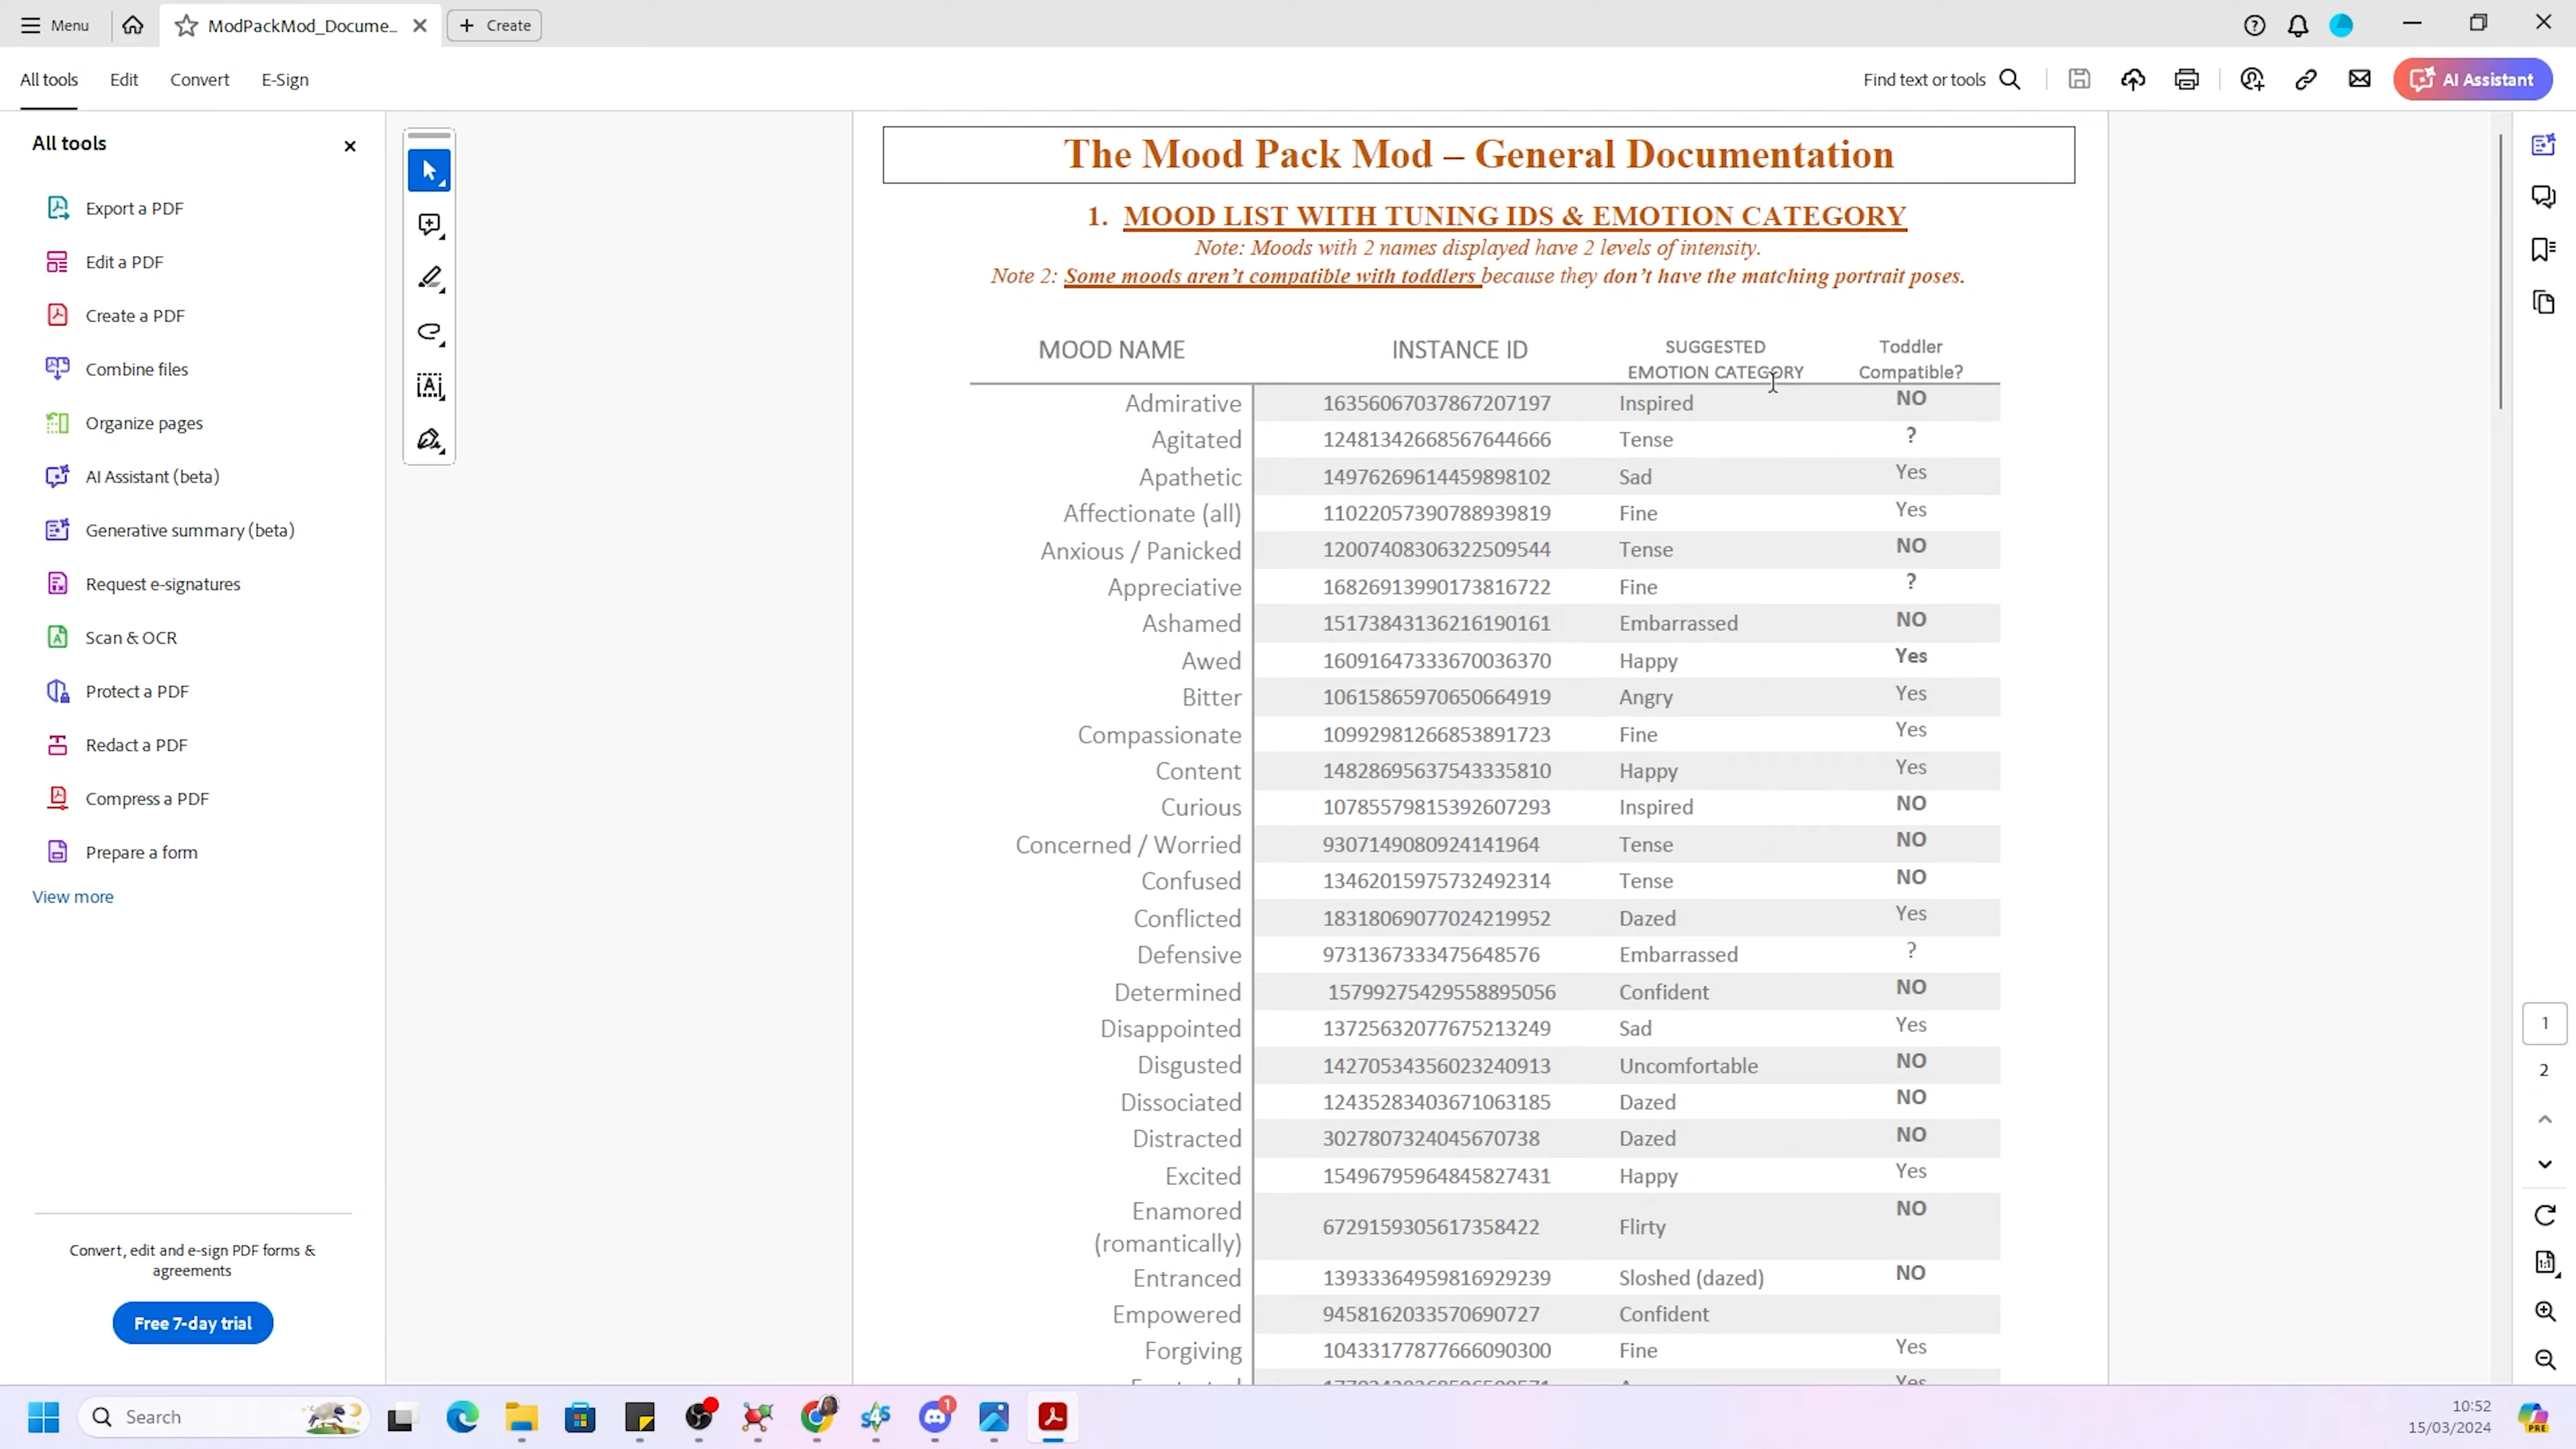 Menu
ModPackMod_Docume...
Create
All tools
Edit
Convert
E-Sign
Find text or tools
AI Assistant
All tools
Export a PDF
Edit a PDF
Create a PDF
Combine files
Organize pages
AI Assistant (beta)
Generative summary (beta)
Request e-signatures
Scan & OCR
Protect a PDF
Redact a PDF
Compress a PDF
Prepare a form
View more
Convert, edit and e-sign PDF forms &
agreements
Free 7-day trial
The Mood Pack Mod – General Documentation
1. MOOD LIST WITH TUNING IDS & EMOTION CATEGORY
Note: Moods with 2 names displayed have 2 levels of intensity.
Note 2: Some moods aren't compatible with toddlers because they don't have the matching portrait poses.
MOOD NAME INSTANCE ID SUGGESTED EMOTION CATEGORY Toddler Compatible?
Admirative 16356067037867207197 Inspired NO
Agitated 12481342668567644666 Tense ?
Apathetic 14976269614459898102 Sad Yes
Affectionate (all) 11022057390788939819 Fine Yes
Anxious / Panicked 12007408306322509544 Tense NO
Appreciative 16826913990173816722 Fine ?
Ashamed 15173843136216190161 Embarrassed NO
Awed 16091647333670036370 Happy Yes
Bitter 10615865970650664919 Angry Yes
Compassionate 10992981266853891723 Fine Yes
Content 14828695637543335810 Happy Yes
Curious 10785579815392607293 Inspired NO
Concerned / Worried 9307149080924141964 Tense NO
Confused 13462015975732492314 Tense NO
Conflicted 18318069077024219952 Dazed Yes
Defensive 9731367333475648576 Embarrassed ?
Determined 15799275429558895056 Confident NO
Disappointed 13725632077675213249 Sad Yes
Disgusted 14270534356023240913 Uncomfortable NO
Dissociated 12435283403671063185 Dazed NO
Distracted 3027807324045670738 Dazed NO
Excited 15496795964845827431 Happy Yes
Enamored
(romantically) 6729159305617358422 Flirty NO
Entranced 13933364959816929239 Sloshed (dazed) NO
Empowered 9458162033570690727 Confident
Forgiving 10433177877666090300 Fine Yes
1
2
Search
1
10:52
15/03/2024
PRE